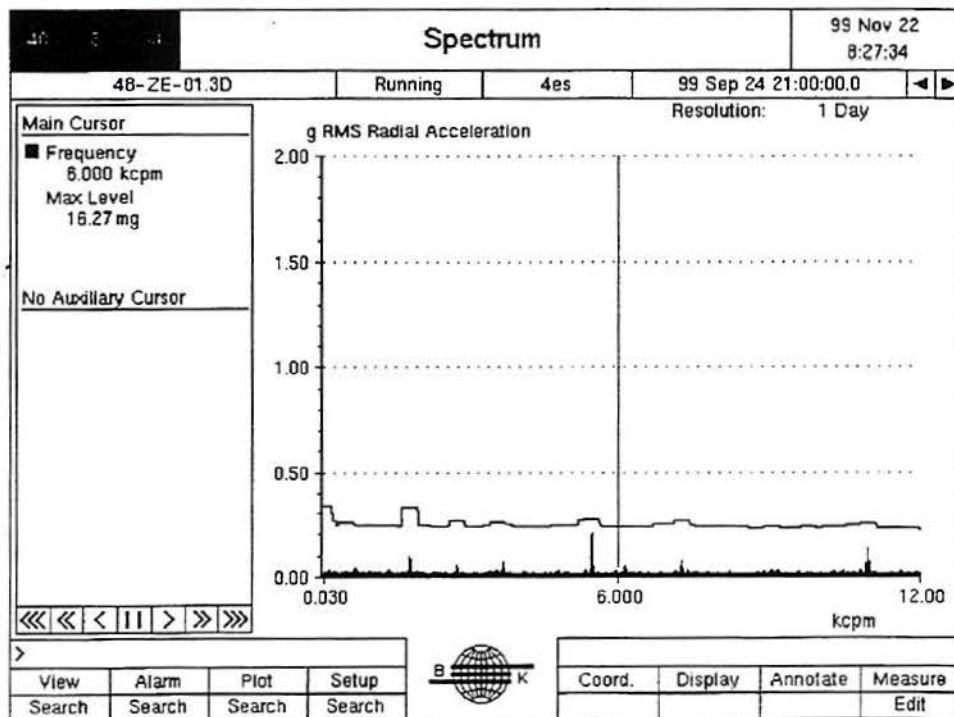 Spectrum
99 Nov 22
8:27:34
48-ZE-01.3D Running 4es 99 Sep 24 21:00:00.0
Resolution: 1 Day
Main Cursor
Frequency
6.000 kcpm
Max Level
16.27 mg
No Auxiliary Cursor
g RMS Radial Acceleration
2.00
1.50
1.00
0.50
0.00
0.030 6.000 12.00
kcpm
>
B K
View Alarm Plot Setup Coord. Display Annotate Measure
Search Search Search Search Edit